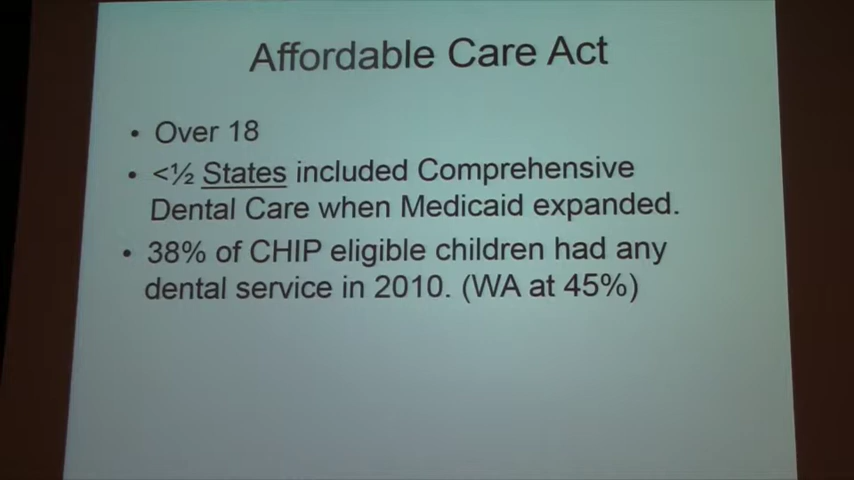 Affordable Care Act
• Over 18
• <½ States included Comprehensive
Dental Care when Medicaid expanded.
• 38% of CHIP eligible children had any
dental service in 2010. (WA at 45%)